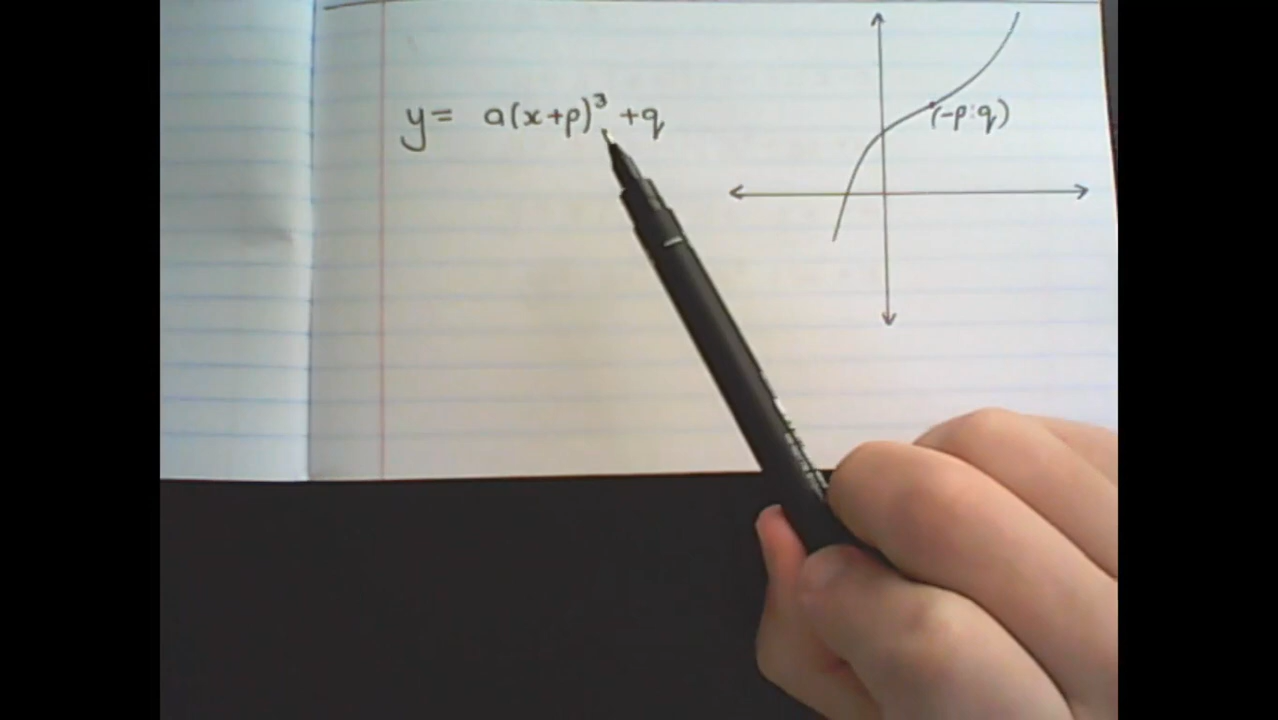 y = a(x+p)³ +q
(-p;q)